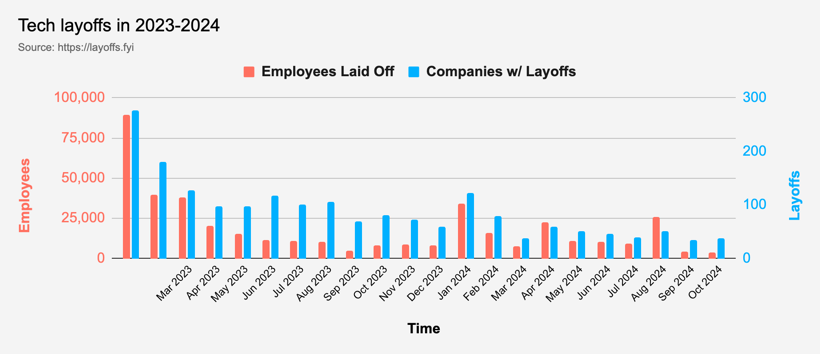 Tech layoffs in 2023-2024
Source: https://layoffs.fyi
Employees Laid Off
Companies w/ Layoffs
100,000
75,000
50,000
25,000
0
Employees
300
200
100
0
Layoffs
Mar 2023
Apr 2023
May 2023
Jun 2023
Jul 2023
Aug 2023
Sep 2023
Oct 2023
Nov 2023
Dec 2023
Jan 2024
Feb 2024
Mar 2024
Apr 2024
May 2024
Jun 2024
Jul 2024
Aug 2024
Sep 2024
Oct 2024
Time